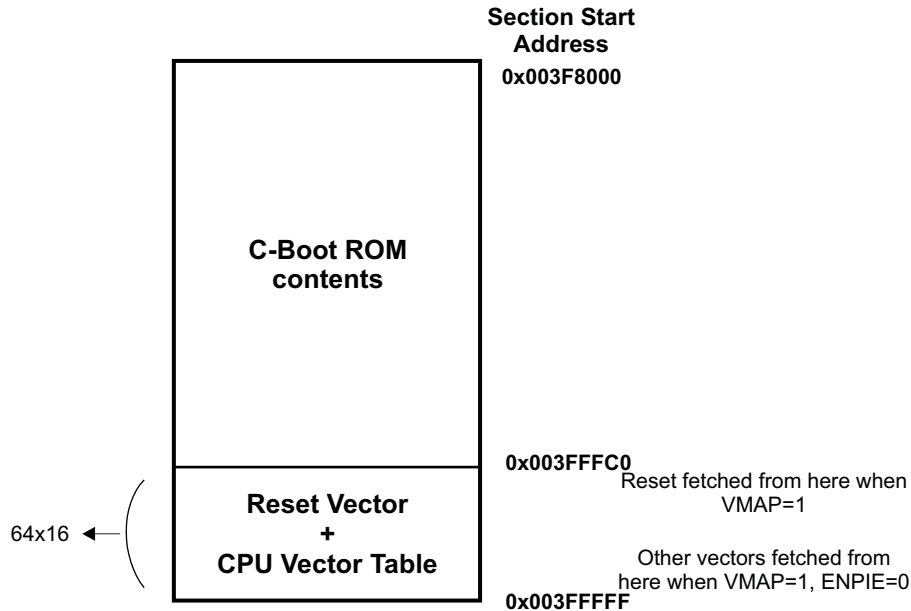 Section Start
Address
0x003F8000
C-Boot ROM
contents
0x003FFFC0
Reset fetched from here when
VMAP=1
Reset Vector
+
CPU Vector Table
64x16
Other vectors fetched from
here when VMAP=1, ENPIE=0
0x003FFFFF